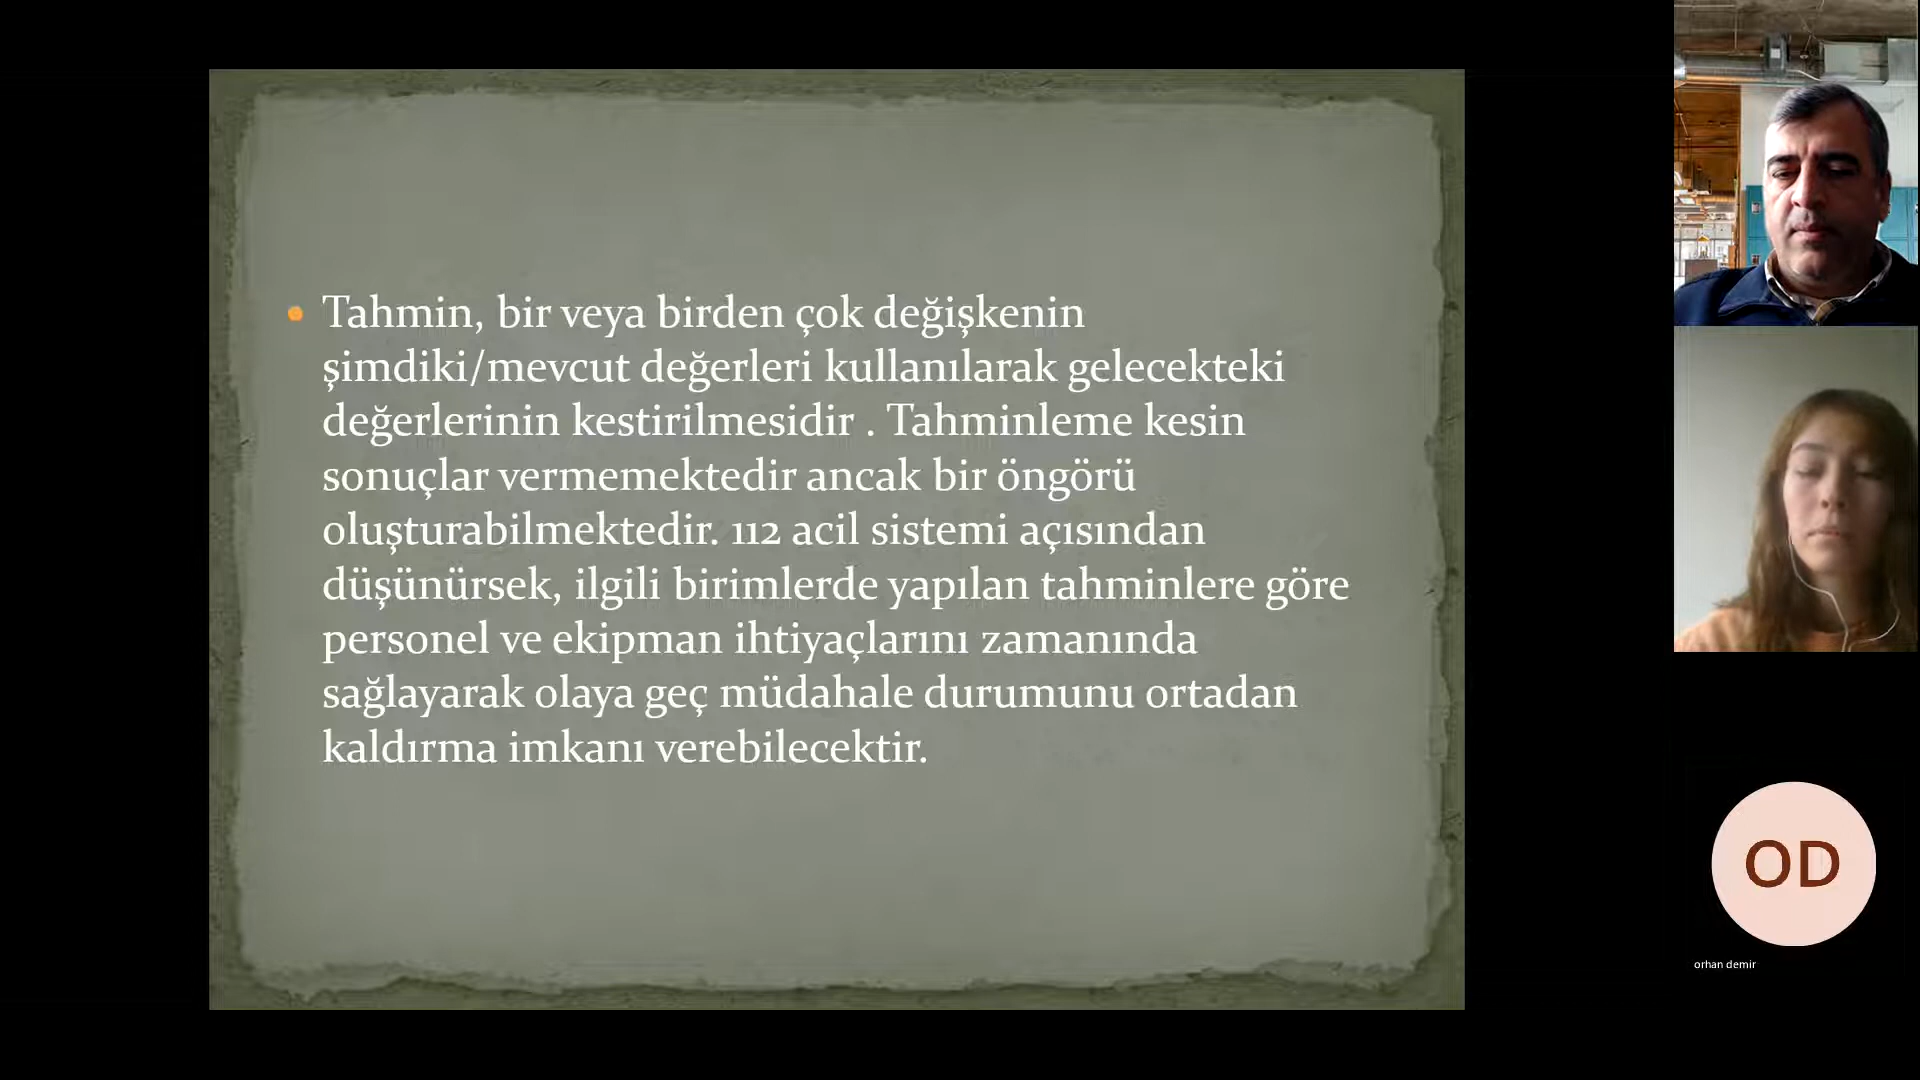 Tahmin, bir veya birden çok değişkenin
şimdiki/mevcut değerleri kullanılarak gelecekteki
değerlerinin kestirilmesidir . Tahminleme kesin
sonuçlar vermemektedir ancak bir öngörü
oluşturabilmektedir. 112 acil sistemi açısından
düşünürsek, ilgili birimlerde yapılan tahminlere göre
personel ve ekipman ihtiyaçlarını zamanında
sağlayarak olaya geç müdahale durumunu ortadan
kaldırma imkanı verebilecektir.
OD
orhan demir